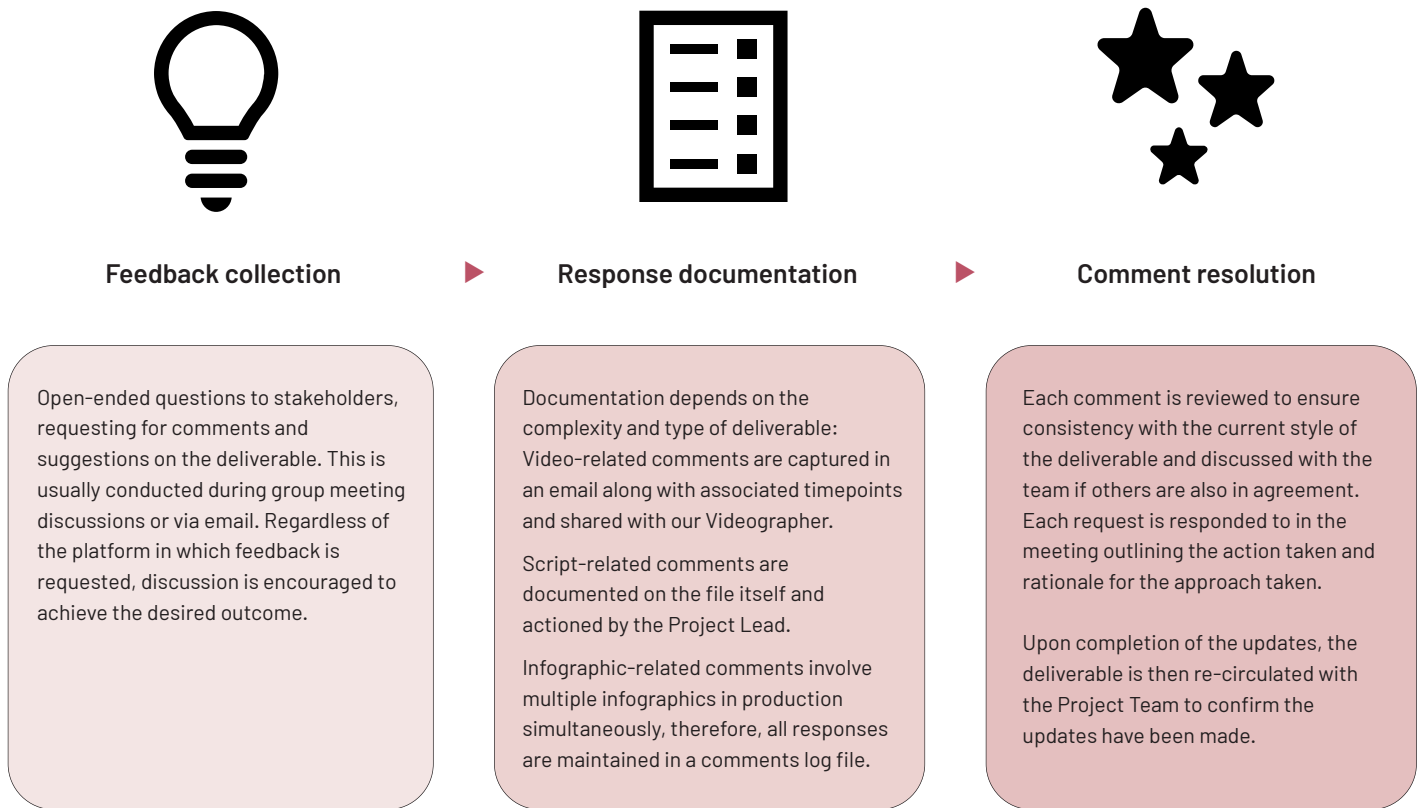 Feedback collection
Response documentation
Comment resolution
Open-ended questions to stakeholders,
requesting for comments and
suggestions on the deliverable. This is
usually conducted during group meeting
discussions or via email. Regardless of
the platform in which feedback is
requested, discussion is encouraged to
achieve the desired outcome.
Documentation depends on the
complexity and type of deliverable:
Video-related comments are captured in
an email along with associated timepoints
and shared with our Videographer.
Script-related comments are
documented on the file itself and
actioned by the Project Lead.
Infographic-related comments involve
multiple infographics in production
simultaneously, therefore, all responses
are maintained in a comments log file.
Each comment is reviewed to ensure
consistency with the current style of
the deliverable and discussed with the
team if others are also in agreement.
Each request is responded to in the
meeting outlining the action taken and
rationale for the approach taken.
Upon completion of the updates, the
deliverable is then re-circulated with
the Project Team to confirm the
updates have been made.